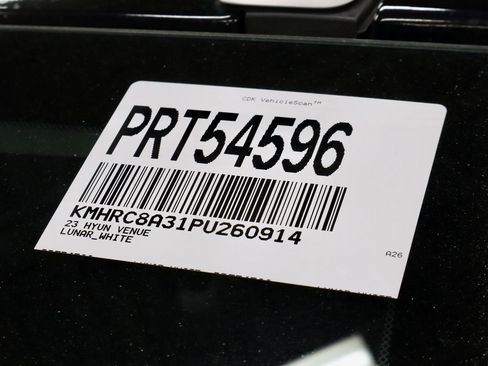 CDK VehicleScan™
PRT54596
KMHRC8A31PU260914
23 HYUN VENUE
LUNAR_WHITE
A26